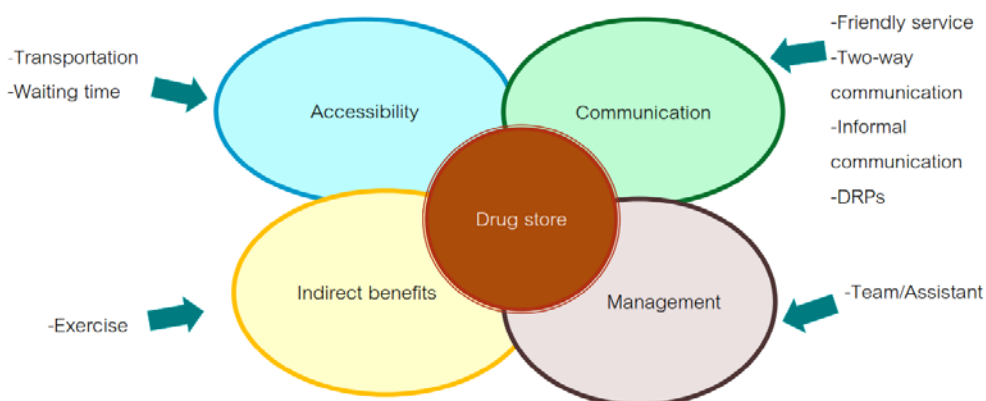 -Transportation
-Waiting time
Accessibility
Communication
-Friendly service
-Two-way
communication
-Informal
communication
-DRPs
Drug store
Indirect benefits
Management
-Exercise
-Team/Assistant